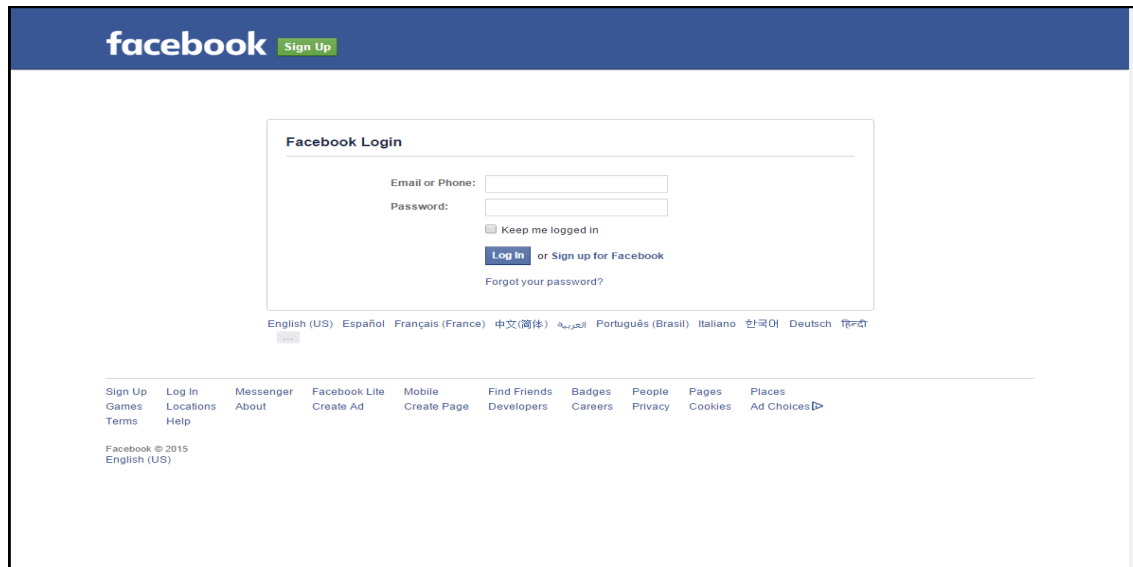 facebook Sign Up
Facebook Login
Email or Phone:
Password:
Keep me logged in
Log In or Sign up for Facebook
Forgot your password?
English (US) Español Français (France) 中文(简体) العربية Português (Brasil) Italiano 한국어 Deutsch हिन्दी
...
Sign Up Log In Messenger Facebook Lite Mobile Find Friends Badges People Pages Places
Games Locations About Create Ad Create Page Developers Careers Privacy Cookies Ad Choices
Terms Help
Facebook © 2015
English (US)